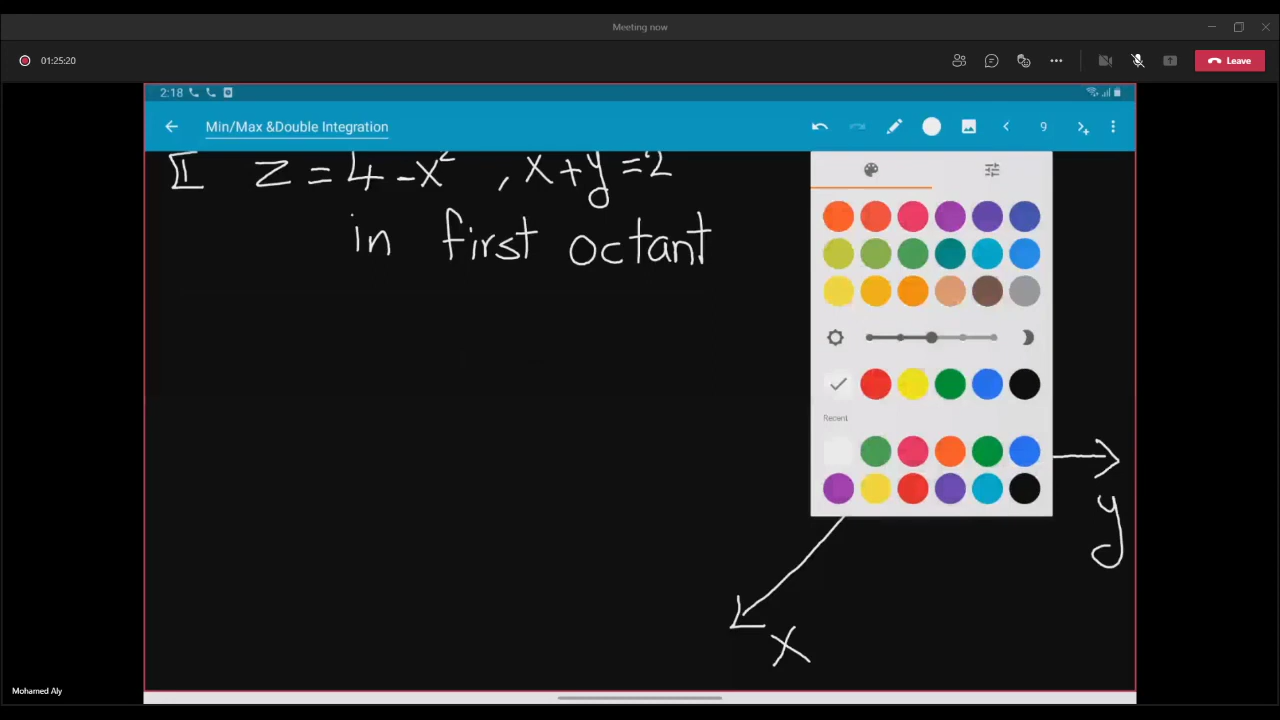 Meeting now
01:25:20
Leave
2:18
Min/Max &Double Integration
9
II z = 4 - x² , x + y = 2
in first octant
Recent
y
x
Mohamed Aly